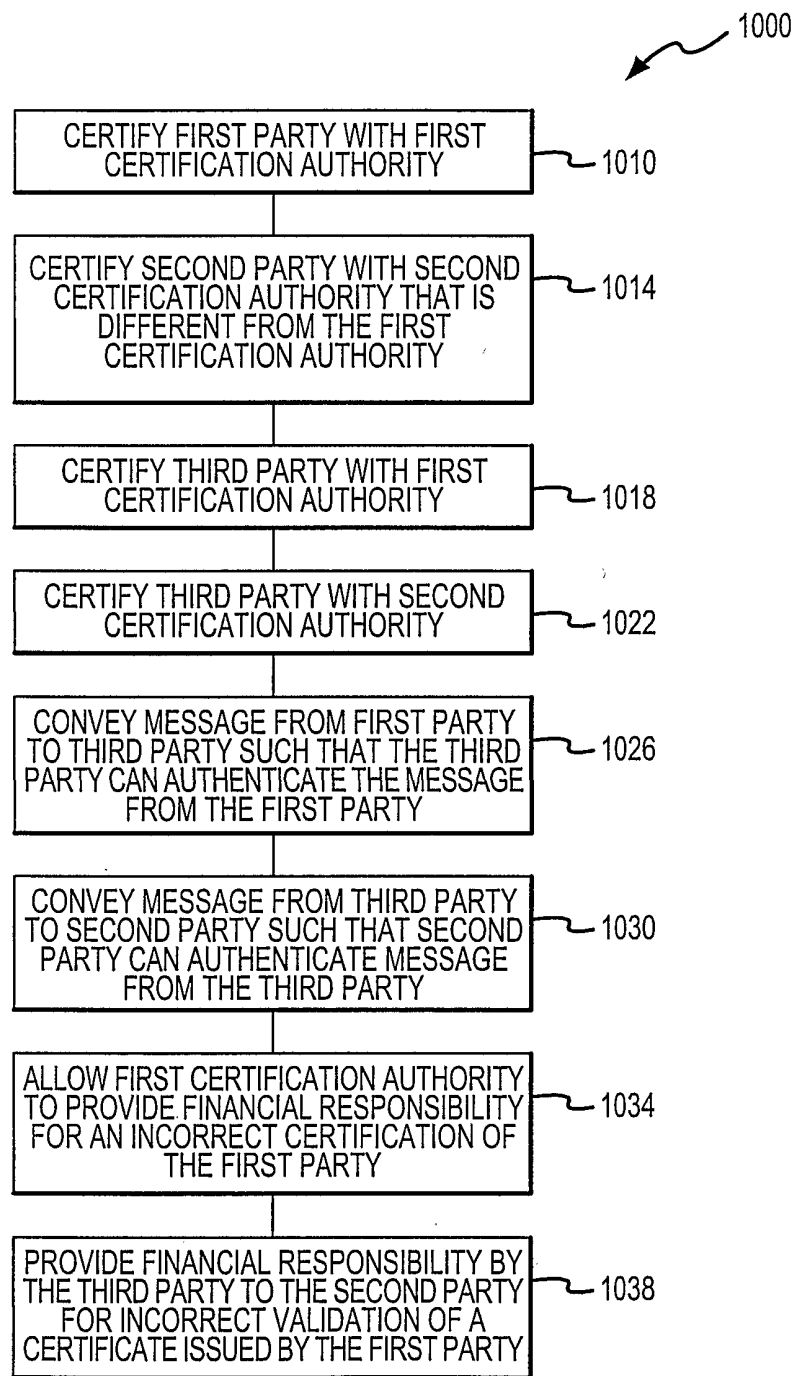 1000
CERTIFY FIRST PARTY WITH FIRST
CERTIFICATION AUTHORITY
1010
CERTIFY SECOND PARTY WITH SECOND
CERTIFICATION AUTHORITY THAT IS
DIFFERENT FROM THE FIRST
CERTIFICATION AUTHORITY
1014
CERTIFY THIRD PARTY WITH FIRST
CERTIFICATION AUTHORITY
1018
CERTIFY THIRD PARTY WITH SECOND
CERTIFICATION AUTHORITY
1022
CONVEY MESSAGE FROM FIRST PARTY
TO THIRD PARTY SUCH THAT THE THIRD
PARTY CAN AUTHENTICATE THE MESSAGE
FROM THE FIRST PARTY
1026
CONVEY MESSAGE FROM THIRD PARTY
TO SECOND PARTY SUCH THAT SECOND
PARTY CAN AUTHENTICATE MESSAGE
FROM THE THIRD PARTY
1030
ALLOW FIRST CERTIFICATION AUTHORITY
TO PROVIDE FINANCIAL RESPONSIBILITY
FOR AN INCORRECT CERTIFICATION OF
THE FIRST PARTY
1034
PROVIDE FINANCIAL RESPONSIBILITY BY
THE THIRD PARTY TO THE SECOND PARTY
FOR INCORRECT VALIDATION OF A
CERTIFICATE ISSUED BY THE FIRST PARTY
1038